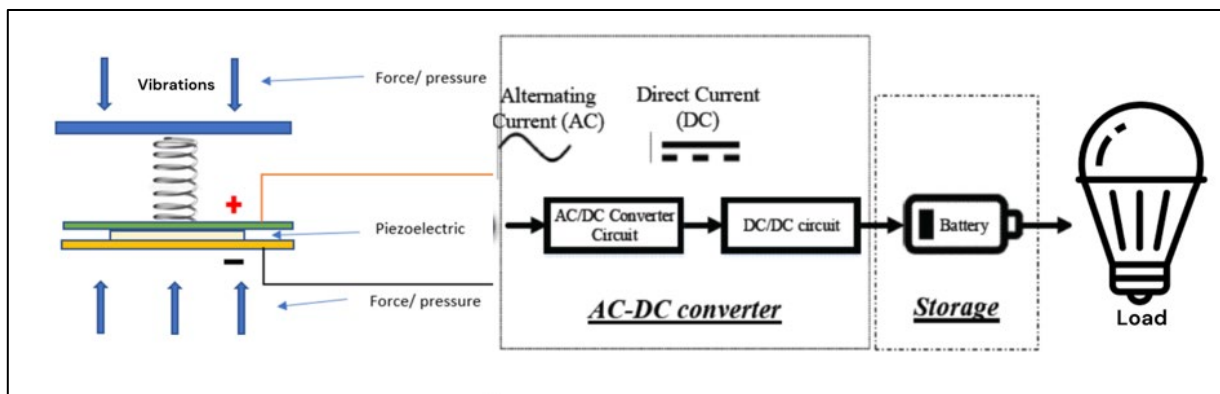 Vibrations
Force/ pressure
+
Piezoelectric
−
Force/ pressure
Alternating
Current (AC)
Direct Current
(DC)
AC/DC Converter
Circuit
DC/DC circuit
AC-DC converter
Battery
Storage
Load